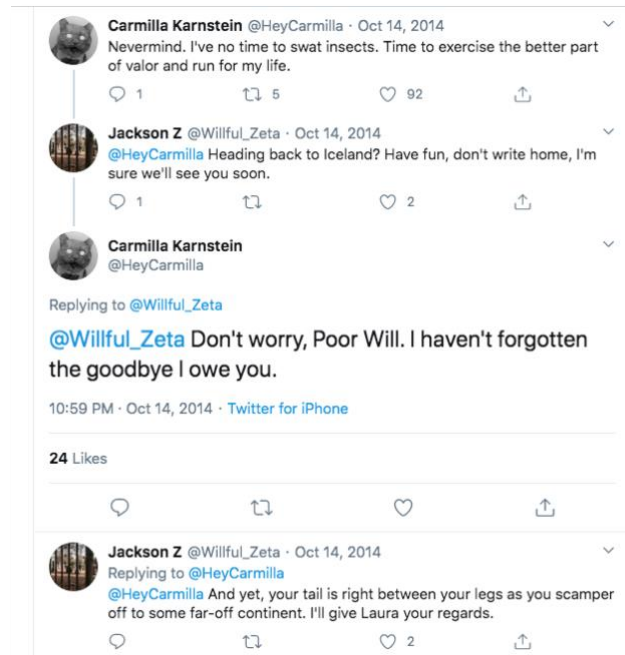 Carmilla Karnstein @HeyCarmilla · Oct 14, 2014
Nevermind. I've no time to swat insects. Time to exercise the better part
of valor and run for my life.
1 5 92
Jackson Z @Willful_Zeta · Oct 14, 2014
@HeyCarmilla Heading back to Iceland? Have fun, don't write home, I'm
sure we'll see you soon.
1 2
Carmilla Karnstein
@HeyCarmilla
Replying to @Willful_Zeta
@Willful_Zeta Don't worry, Poor Will. I haven't forgotten
the goodbye I owe you.
10:59 PM · Oct 14, 2014 · Twitter for iPhone
24 Likes
Jackson Z @Willful_Zeta · Oct 14, 2014
Replying to @HeyCarmilla
@HeyCarmilla And yet, your tail is right between your legs as you scamper
off to some far-off continent. I'll give Laura your regards.
2